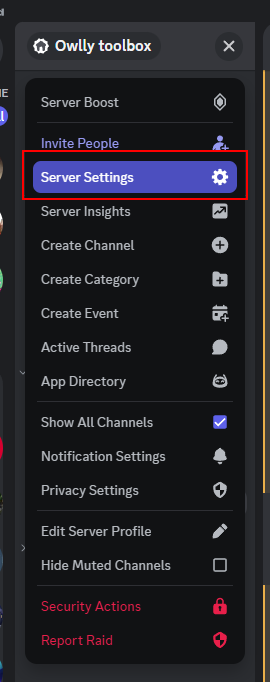 Owlly toolbox
Server Boost
Invite People
Server Settings
Server Insights
Create Channel
Create Category
Create Event
Active Threads
App Directory
Show All Channels
Notification Settings
Privacy Settings
Edit Server Profile
Hide Muted Channels
Security Actions
Report Raid